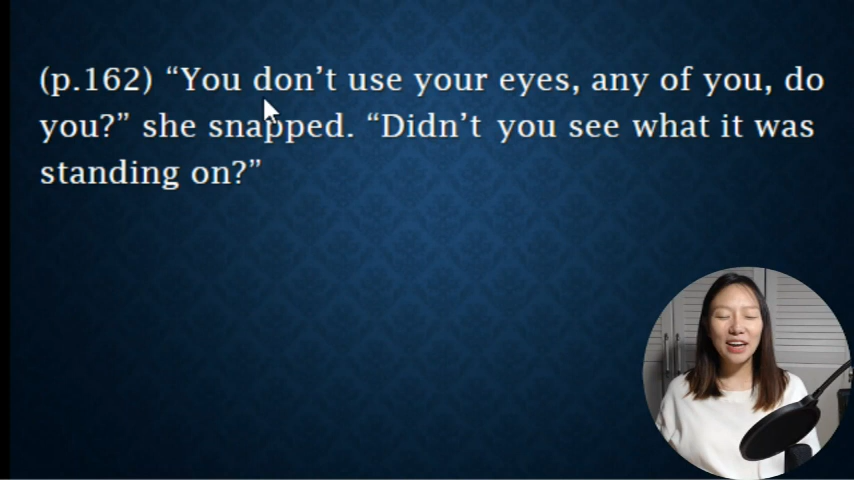 (p.162) “You don’t use your eyes, any of you, do
you?” she snapped. “Didn’t you see what it was
standing on?”